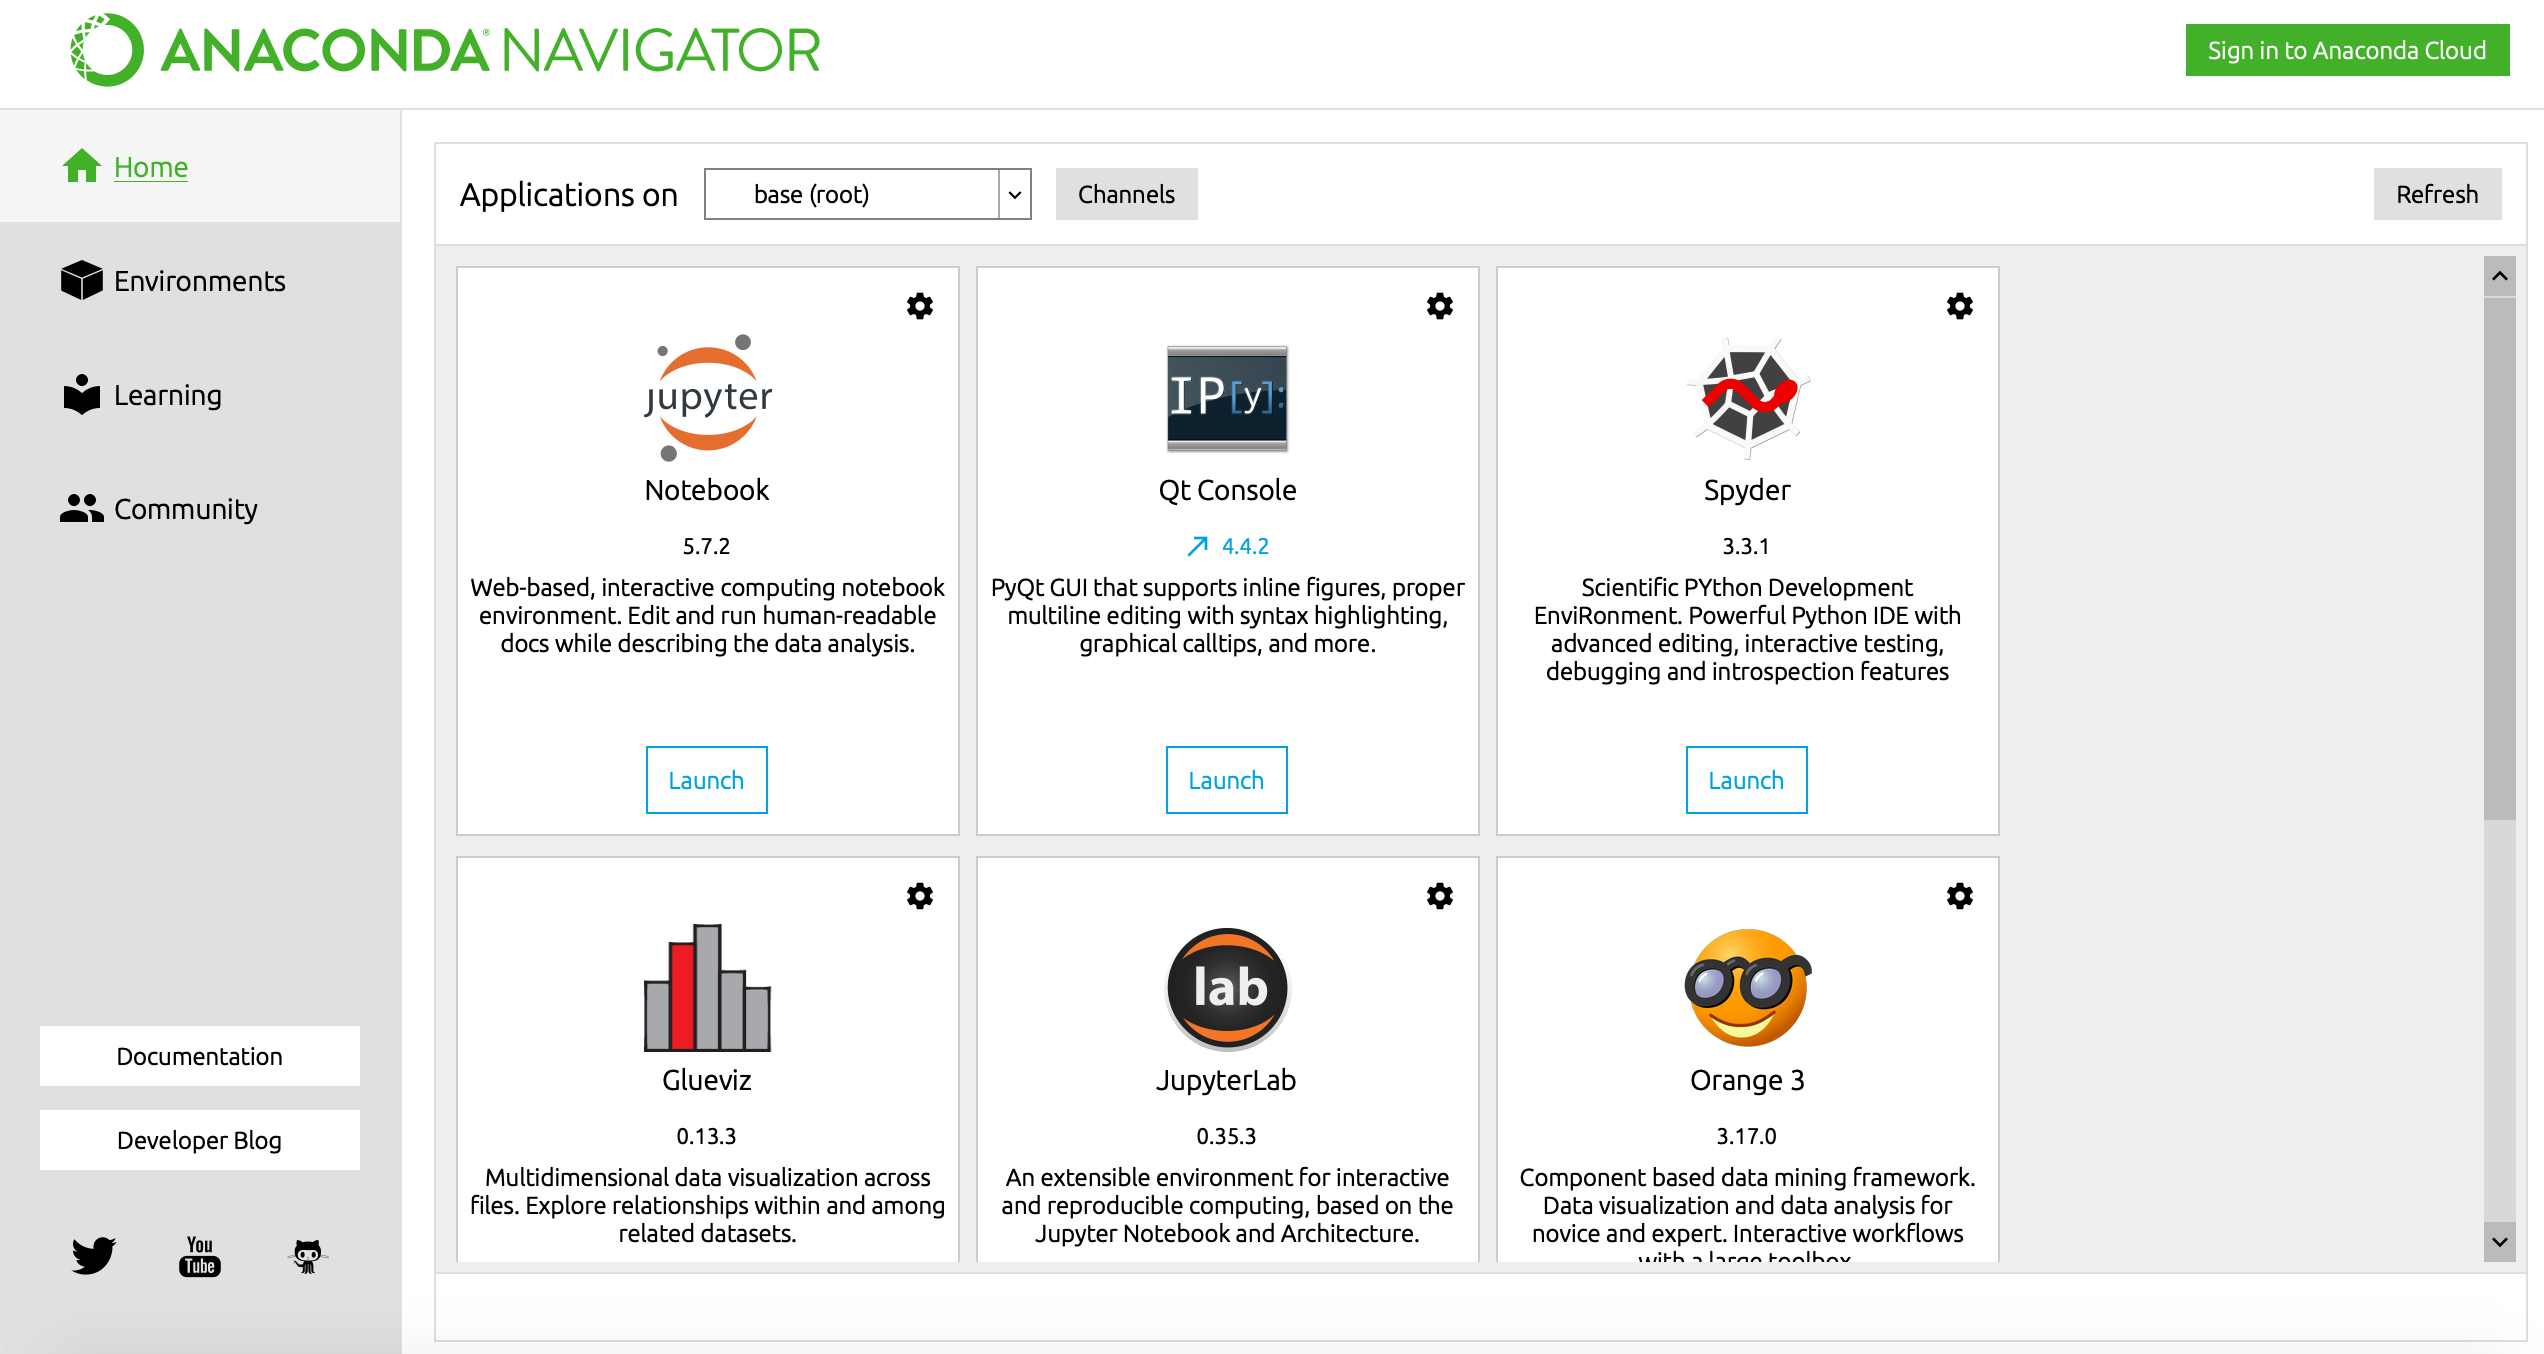 ANACONDA® NAVIGATOR
Sign in to Anaconda Cloud
Home
Environments
Learning
Community
Documentation
Developer Blog
You
Tube
Applications on
base (root)
Channels
Refresh
jupyter
Notebook
5.7.2
Web-based, interactive computing notebook
environment. Edit and run human-readable
docs while describing the data analysis.
Launch
IP[y]:
Qt Console
4.4.2
PyQt GUI that supports inline figures, proper
multiline editing with syntax highlighting,
graphical calltips, and more.
Launch
Spyder
3.3.1
Scientific PYthon Development
EnviRonment. Powerful Python IDE with
advanced editing, interactive testing,
debugging and introspection features
Launch
Glueviz
0.13.3
Multidimensional data visualization across
files. Explore relationships within and among
related datasets.
lab
JupyterLab
0.35.3
An extensible environment for interactive
and reproducible computing, based on the
Jupyter Notebook and Architecture.
Orange 3
3.17.0
Component based data mining framework.
Data visualization and data analysis for
novice and expert. Interactive workflows
with a large toolbox.